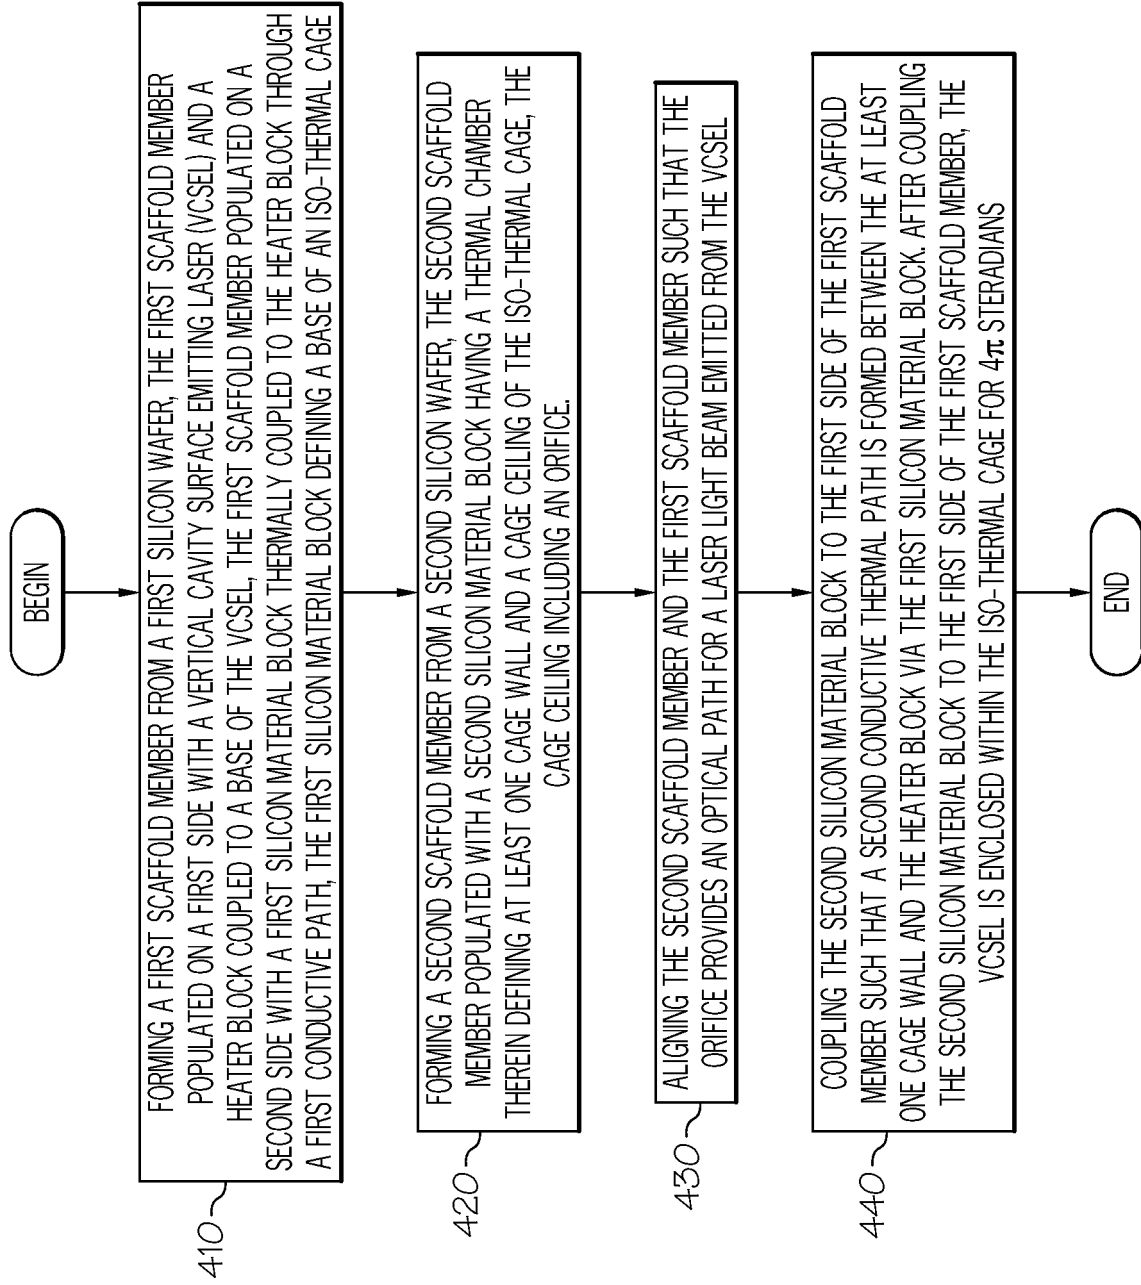 BEGIN
410
FORMING A FIRST SCAFFOLD MEMBER FROM A FIRST SILICON WAFER, THE FIRST SCAFFOLD MEMBER
POPULATED ON A FIRST SIDE WITH A VERTICAL CAVITY SURFACE EMITTING LASER (VCSEL) AND A
HEATER BLOCK COUPLED TO A BASE OF THE VCSEL, THE FIRST SCAFFOLD MEMBER POPULATED ON A
SECOND SIDE WITH A FIRST SILICON MATERIAL BLOCK THERMALLY COUPLED TO THE HEATER BLOCK THROUGH
A FIRST CONDUCTIVE PATH, THE FIRST SILICON MATERIAL BLOCK DEFINING A BASE OF AN ISO-THERMAL CAGE
420
FORMING A SECOND SCAFFOLD MEMBER FROM A SECOND SILICON WAFER, THE SECOND SCAFFOLD
MEMBER POPULATED WITH A SECOND SILICON MATERIAL BLOCK HAVING A THERMAL CHAMBER
THEREIN DEFINING AT LEAST ONE CAGE WALL AND A CAGE CEILING OF THE ISO-THERMAL CAGE, THE
CAGE CEILING INCLUDING AN ORIFICE.
430
ALIGNING THE SECOND SCAFFOLD MEMBER AND THE FIRST SCAFFOLD MEMBER SUCH THAT THE
ORIFICE PROVIDES AN OPTICAL PATH FOR A LASER LIGHT BEAM EMITTED FROM THE VCSEL
440
COUPLING THE SECOND SILICON MATERIAL BLOCK TO THE FIRST SIDE OF THE FIRST SCAFFOLD
MEMBER SUCH THAT A SECOND CONDUCTIVE THERMAL PATH IS FORMED BETWEEN THE AT LEAST
ONE CAGE WALL AND THE HEATER BLOCK VIA THE FIRST SILICON MATERIAL BLOCK. AFTER COUPLING
THE SECOND SILICON MATERIAL BLOCK TO THE FIRST SIDE OF THE FIRST SCAFFOLD MEMBER, THE
VCSEL IS ENCLOSED WITHIN THE ISO-THERMAL CAGE FOR 4π STERADIANS
END